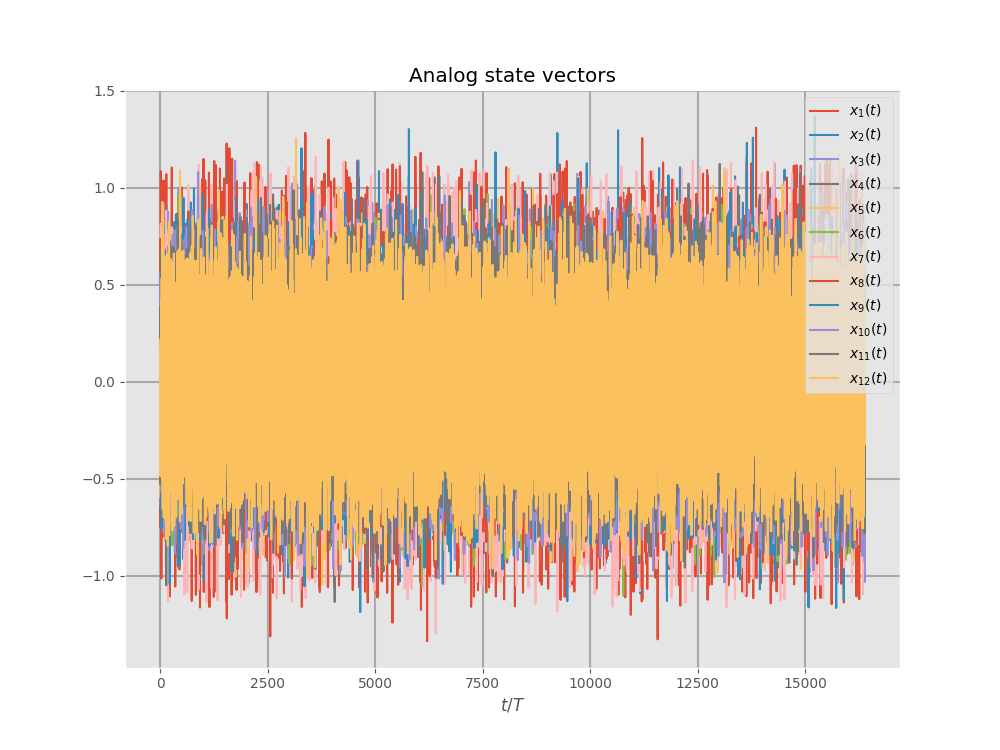 Analog state vectors
1.5
1.0
0.5
0.0
−0.5
−1.0
x₁(t)
x₂(t)
x₃(t)
x₄(t)
x₅(t)
x₆(t)
x₇(t)
x₈(t)
x₉(t)
x₁₀(t)
x₁₁(t)
x₁₂(t)
0 2500 5000 7500 10000 12500 15000
t/T